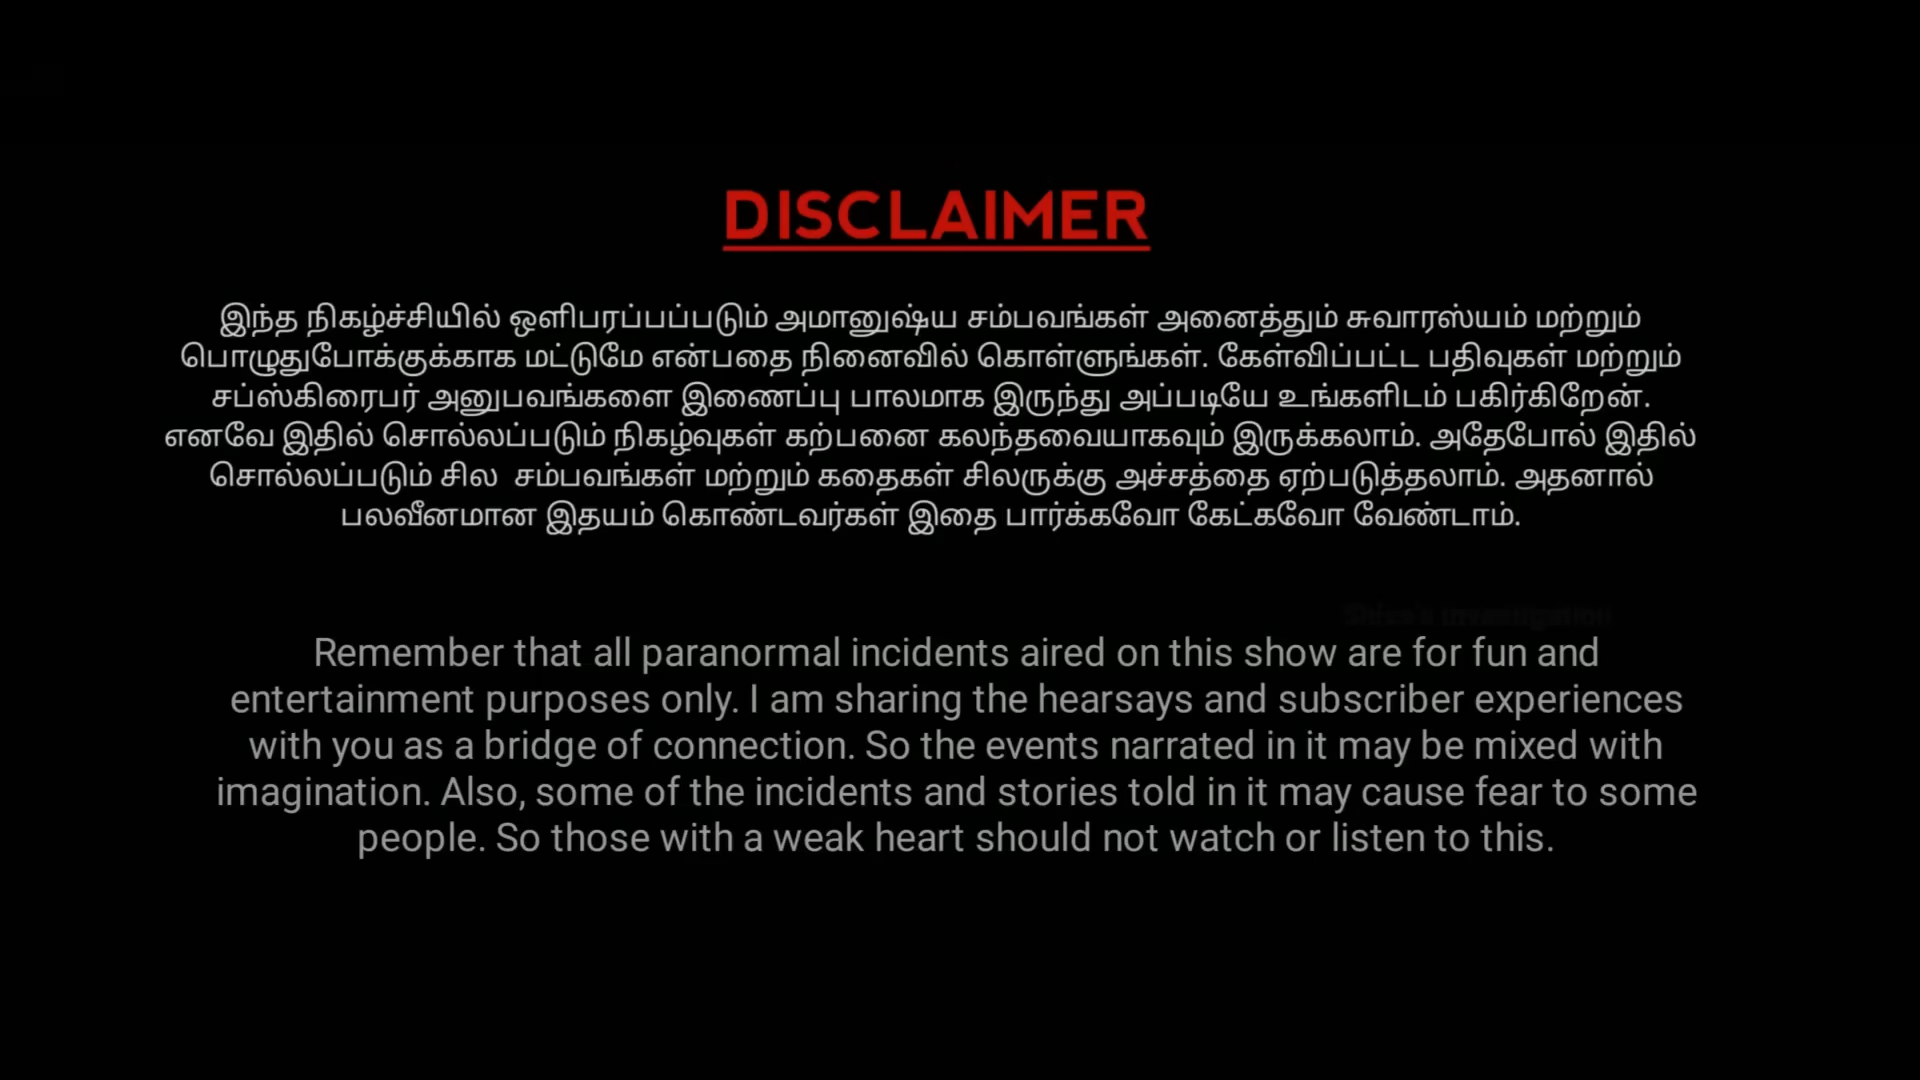 DISCLAIMER
இந்த நிகழ்ச்சியில் ஒளிபரப்பப்படும் அமானுஷ்ய சம்பவங்கள் அனைத்தும் சுவாரஸ்யம் மற்றும்
பொழுதுபோக்குக்காக மட்டுமே என்பதை நினைவில் கொள்ளுங்கள். கேள்விப்பட்ட பதிவுகள் மற்றும்
சப்ஸ்கிரைபர் அனுபவங்களை இணைப்பு பாலமாக இருந்து அப்படியே உங்களிடம் பகிர்கிறேன்.
எனவே இதில் சொல்லப்படும் நிகழ்வுகள் கற்பனை கலந்தவையாகவும் இருக்கலாம். அதேபோல் இதில்
சொல்லப்படும் சில சம்பவங்கள் மற்றும் கதைகள் சிலருக்கு அச்சத்தை ஏற்படுத்தலாம். அதனால்
பலவீனமான இதயம் கொண்டவர்கள் இதை பார்க்கவோ கேட்கவோ வேண்டாம்.
Remember that all paranormal incidents aired on this show are for fun and
entertainment purposes only. I am sharing the hearsays and subscriber experiences
with you as a bridge of connection. So the events narrated in it may be mixed with
imagination. Also, some of the incidents and stories told in it may cause fear to some
people. So those with a weak heart should not watch or listen to this.